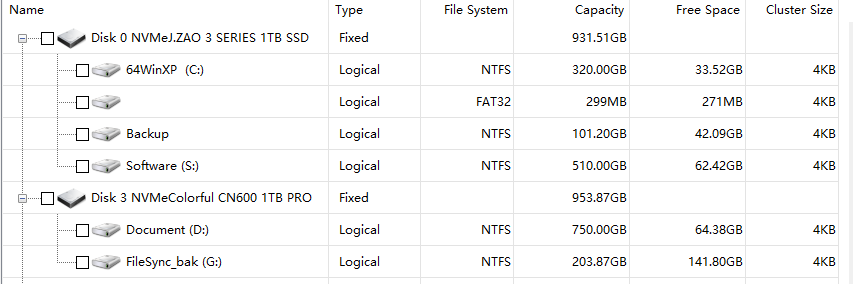 Name Type File System Capacity Free Space Cluster Size
Disk 0 NVMeJ.ZAO 3 SERIES 1TB SSD Fixed 931.51GB
64WinXP (C:) Logical NTFS 320.00GB 33.52GB 4KB
Logical FAT32 299MB 271MB 4KB
Backup Logical NTFS 101.20GB 42.09GB 4KB
Software (S:) Logical NTFS 510.00GB 62.42GB 4KB
Disk 3 NVMeColorful CN600 1TB PRO Fixed 953.87GB
Document (D:) Logical NTFS 750.00GB 64.38GB 4KB
FileSync_bak (G:) Logical NTFS 203.87GB 141.80GB 4KB